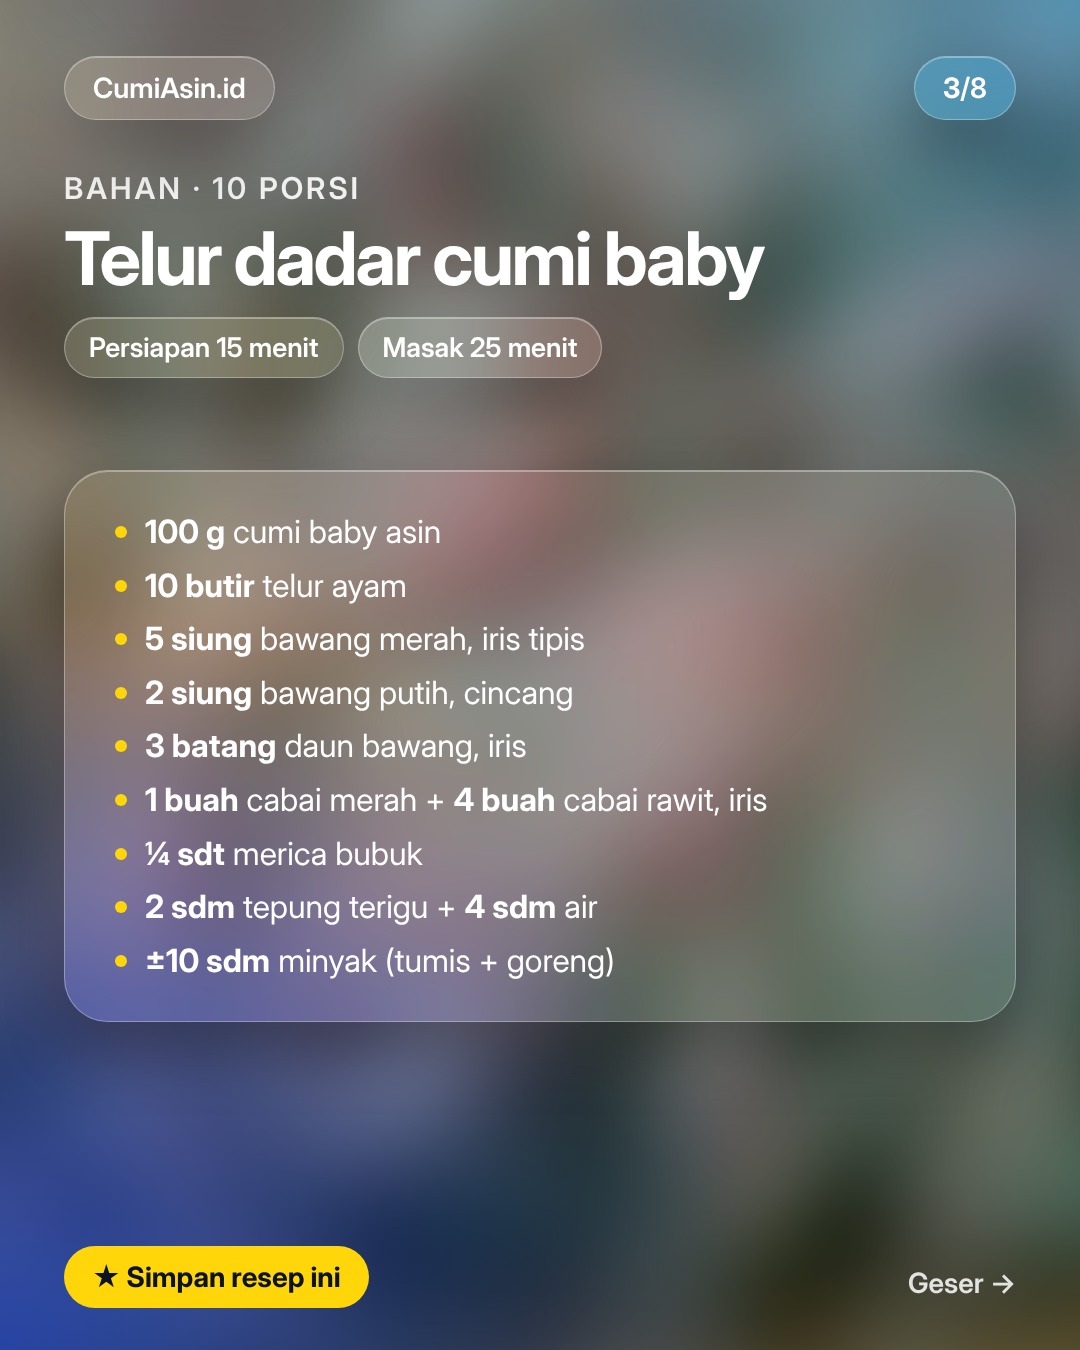 CumiAsin.id
3/8
BAHAN · 10 PORSI
Telur dadar cumi baby
Persiapan 15 menit
Masak 25 menit
100 g cumi baby asin
10 butir telur ayam
5 siung bawang merah, iris tipis
2 siung bawang putih, cincang
3 batang daun bawang, iris
1 buah cabai merah + 4 buah cabai rawit, iris
¼ sdt merica bubuk
2 sdm tepung terigu + 4 sdm air
±10 sdm minyak (tumis + goreng)
★ Simpan resep ini
Geser →